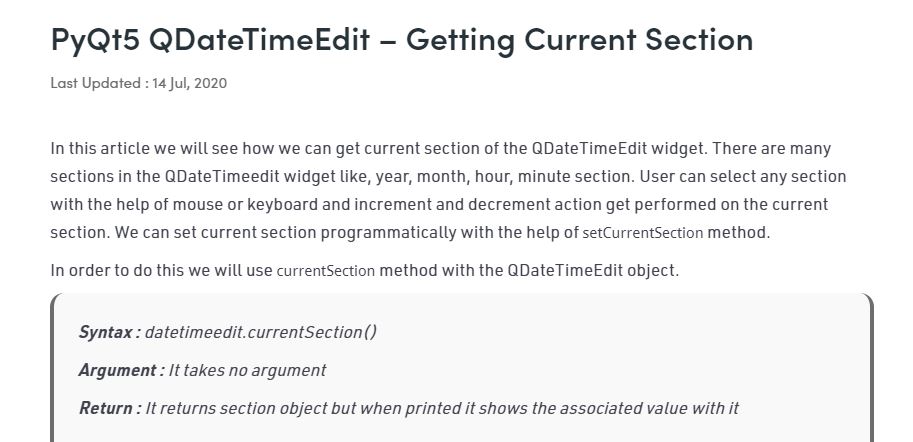 PyQt5 QDateTimeEdit – Getting Current Section
Last Updated : 14 Jul, 2020
In this article we will see how we can get current section of the QDateTimeEdit widget. There are many
sections in the QDateTimeedit widget like, year, month, hour, minute section. User can select any section
with the help of mouse or keyboard and increment and decrement action get performed on the current
section. We can set current section programmatically with the help of setCurrentSection method.
In order to do this we will use currentSection method with the QDateTimeEdit object.
Syntax : datetimeedit.currentSection()
Argument : It takes no argument
Return : It returns section object but when printed it shows the associated value with it